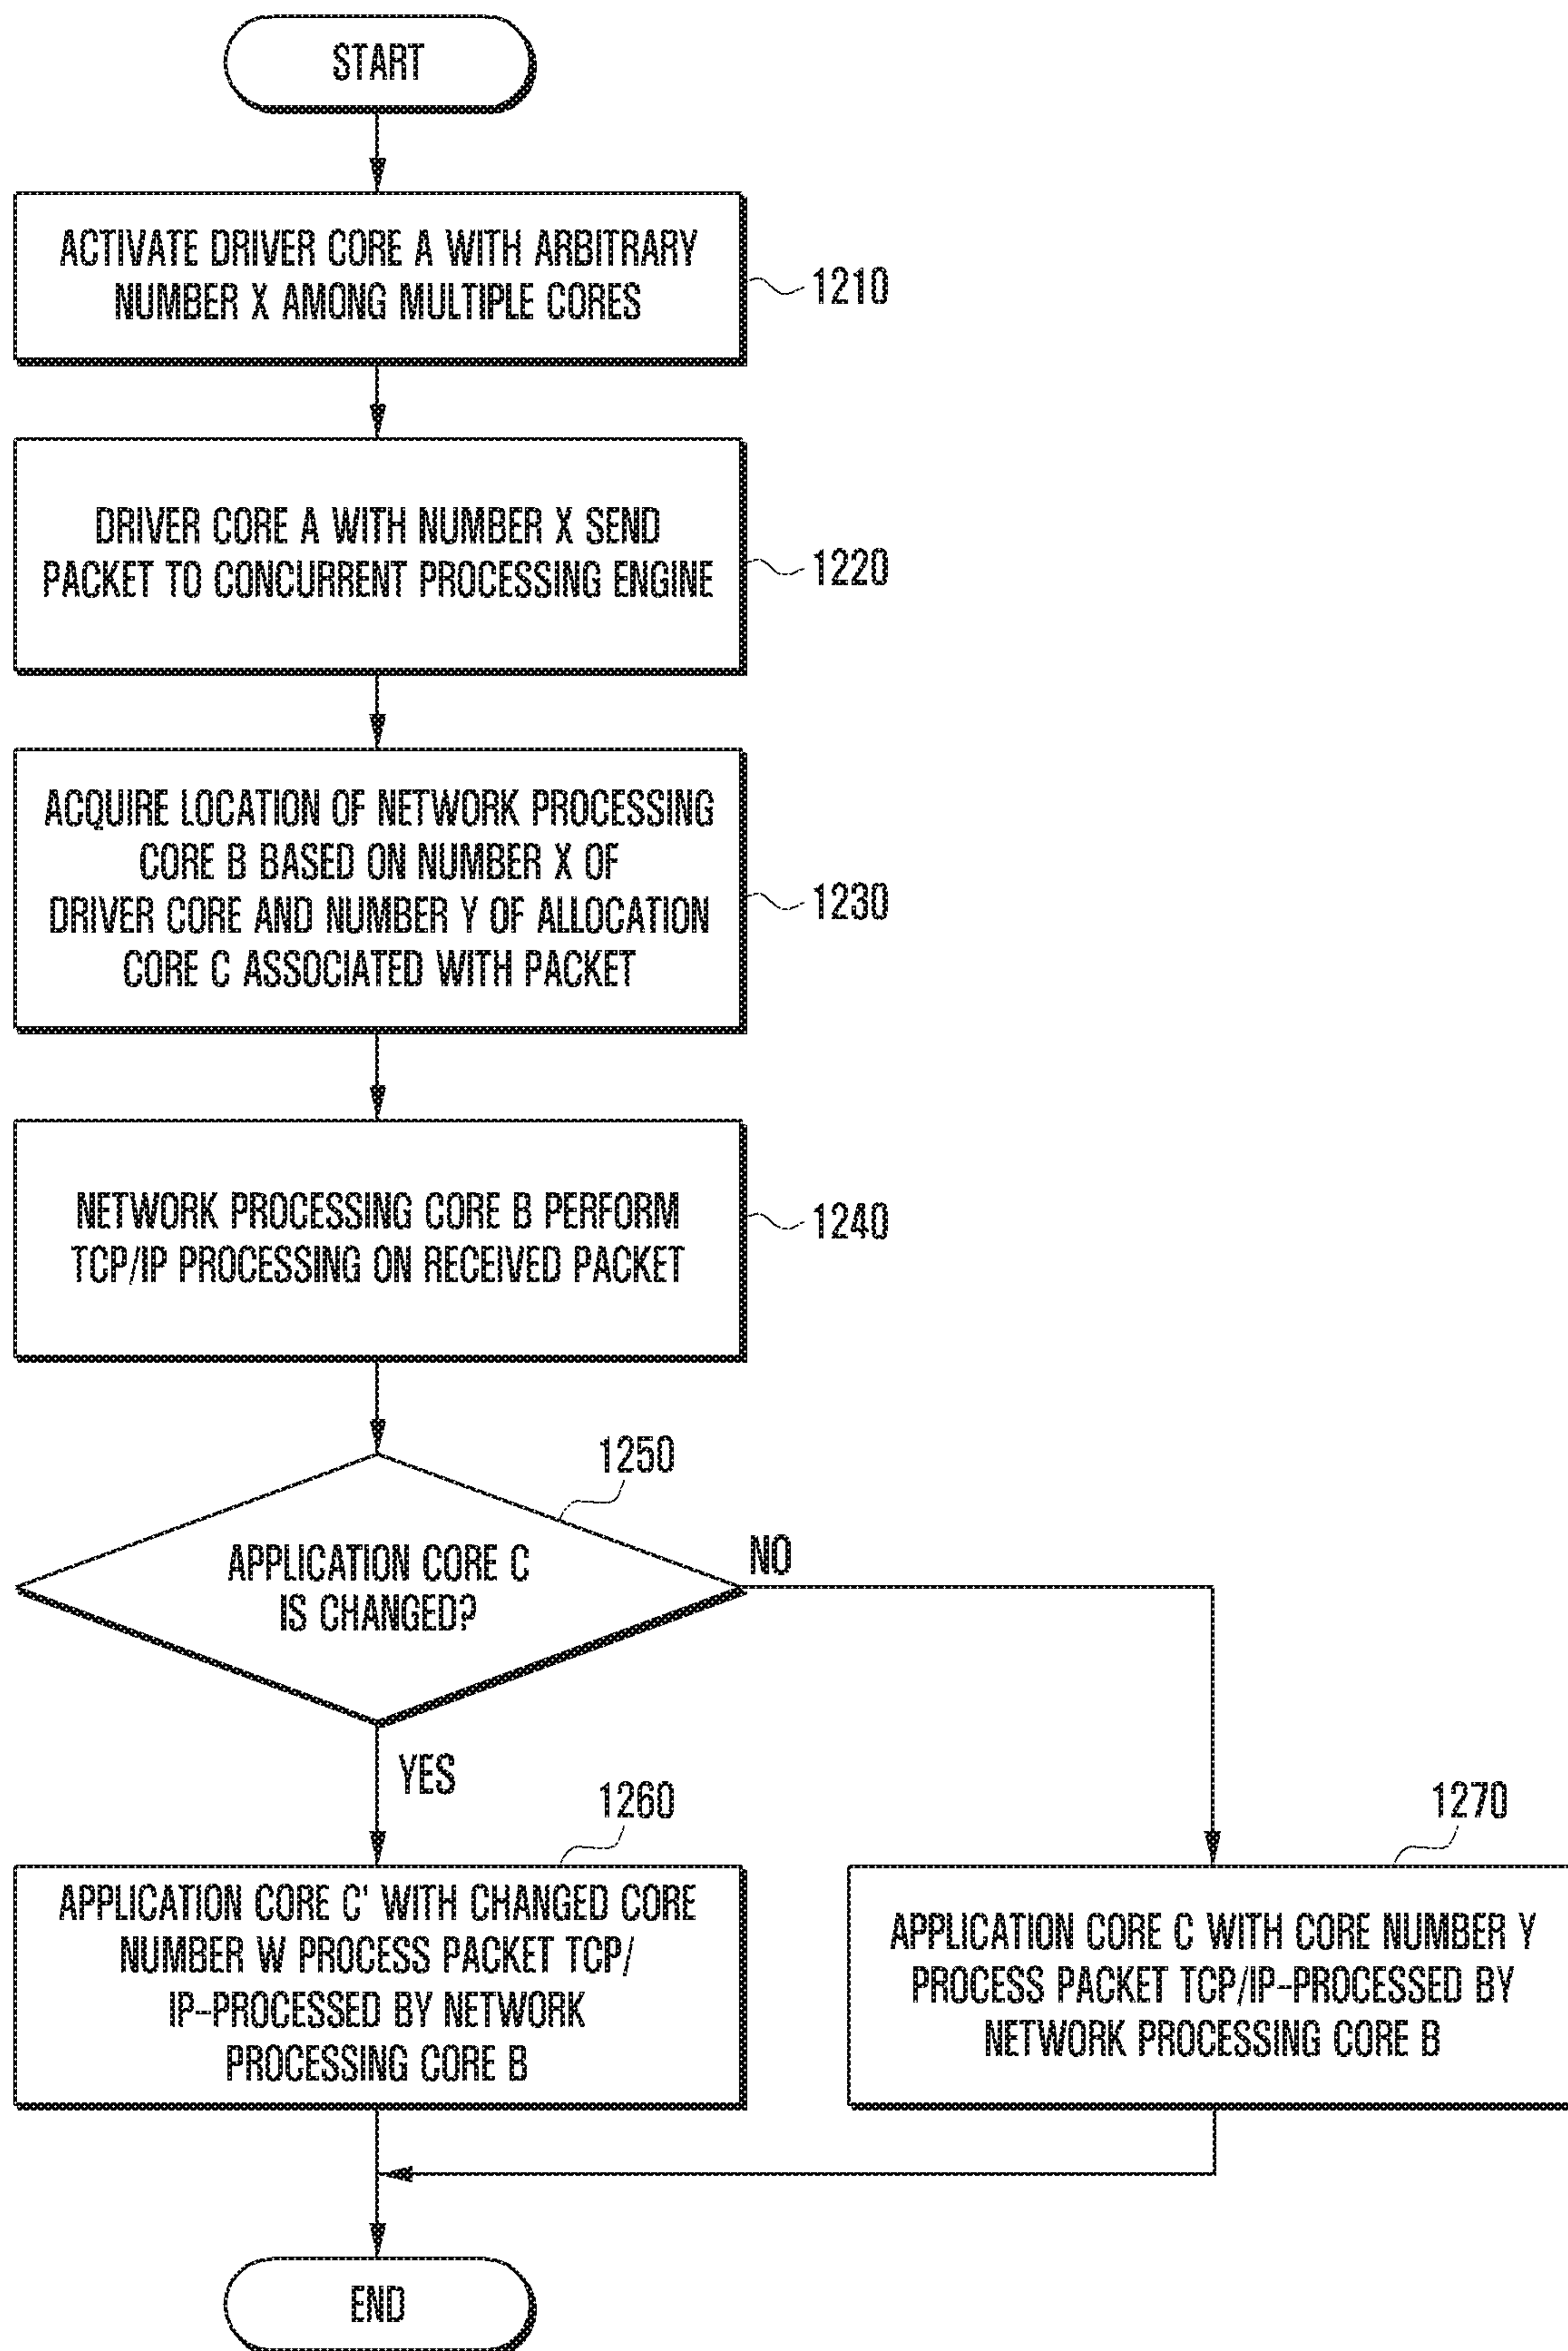 START
ACTIVATE DRIVER CORE A WITH ARBITRARY
NUMBER X AMONG MULTIPLE CORES
1210
DRIVER CORE A WITH NUMBER X SEND
PACKET TO CONCURRENT PROCESSING ENGINE
1220
ACQUIRE LOCATION OF NETWORK PROCESSING
CORE B BASED ON NUMBER X OF
DRIVER CORE AND NUMBER Y OF ALLOCATION
CORE C ASSOCIATED WITH PACKET
1230
NETWORK PROCESSING CORE B PERFORM
TCP/IP PROCESSING ON RECEIVED PACKET
1240
1250
APPLICATION CORE C
IS CHANGED?
NO
YES
1260
APPLICATION CORE C' WITH CHANGED CORE
NUMBER W PROCESS PACKET TCP/
IP-PROCESSED BY NETWORK
PROCESSING CORE B
1270
APPLICATION CORE C WITH CORE NUMBER Y
PROCESS PACKET TCP/IP-PROCESSED BY
NETWORK PROCESSING CORE B
END